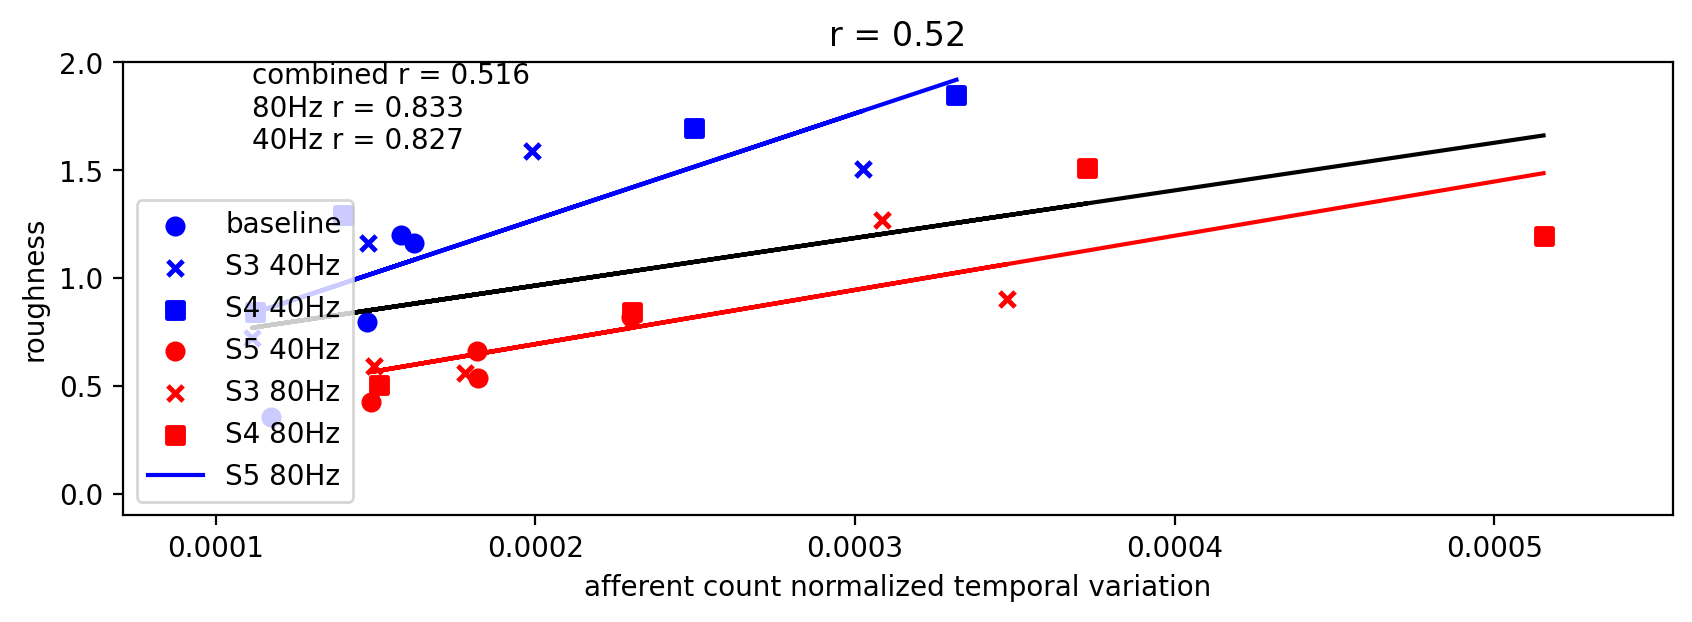 r = 0.52
combined r = 0.516
80Hz r = 0.833
40Hz r = 0.827
roughness
2.0
1.5
1.0
0.5
0.0
baseline
S3 40Hz
S4 40Hz
S5 40Hz
S3 80Hz
S4 80Hz
S5 80Hz
0.0001
0.0002
0.0003
0.0004
0.0005
afferent count normalized temporal variation